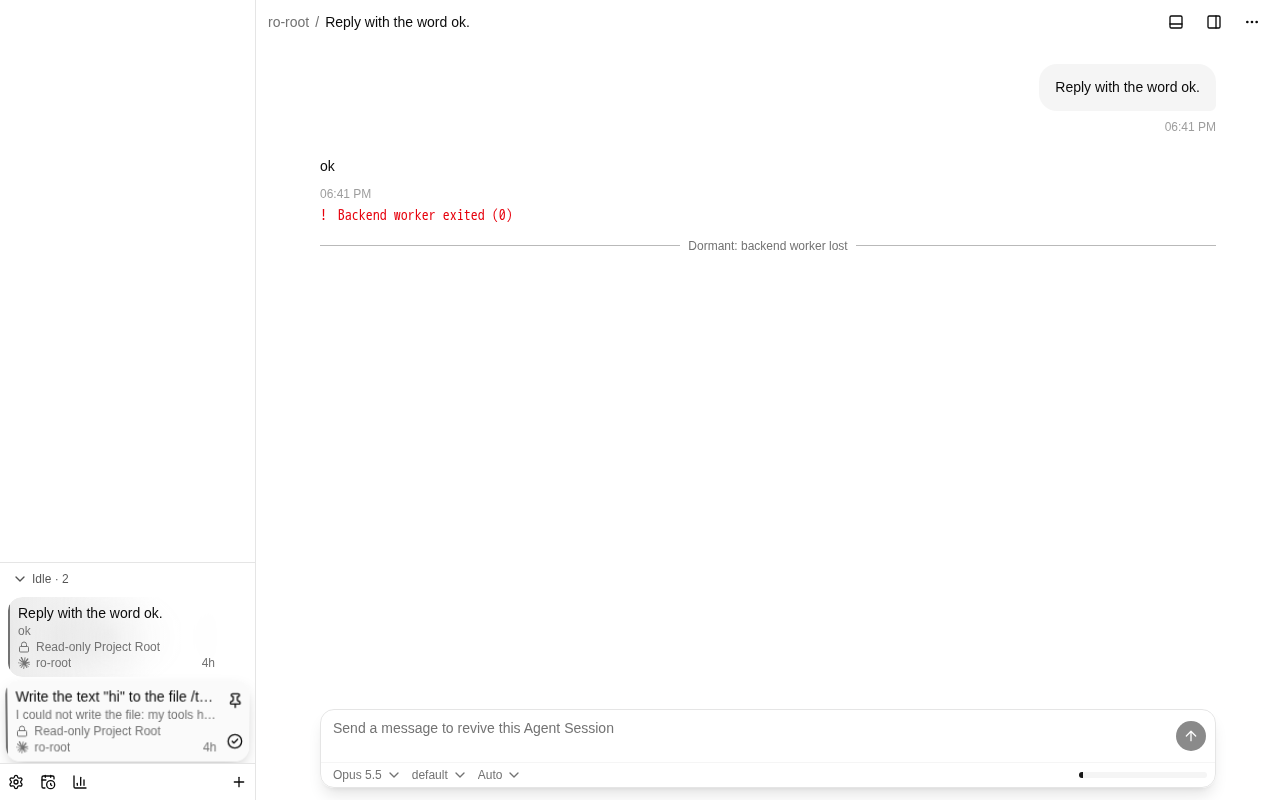 ro-root / Reply with the word ok.
Reply with the word ok.
06:41 PM
ok
06:41 PM
! Backend worker exited (0)
Dormant: backend worker lost
Idle · 2
Reply with the word ok.
ok
Read-only Project Root
ro-root 4h
Write the text "hi" to the file /t…
I could not write the file: my tools h…
Read-only Project Root
ro-root 4h
Send a message to revive this Agent Session
Opus 5.5 default Auto